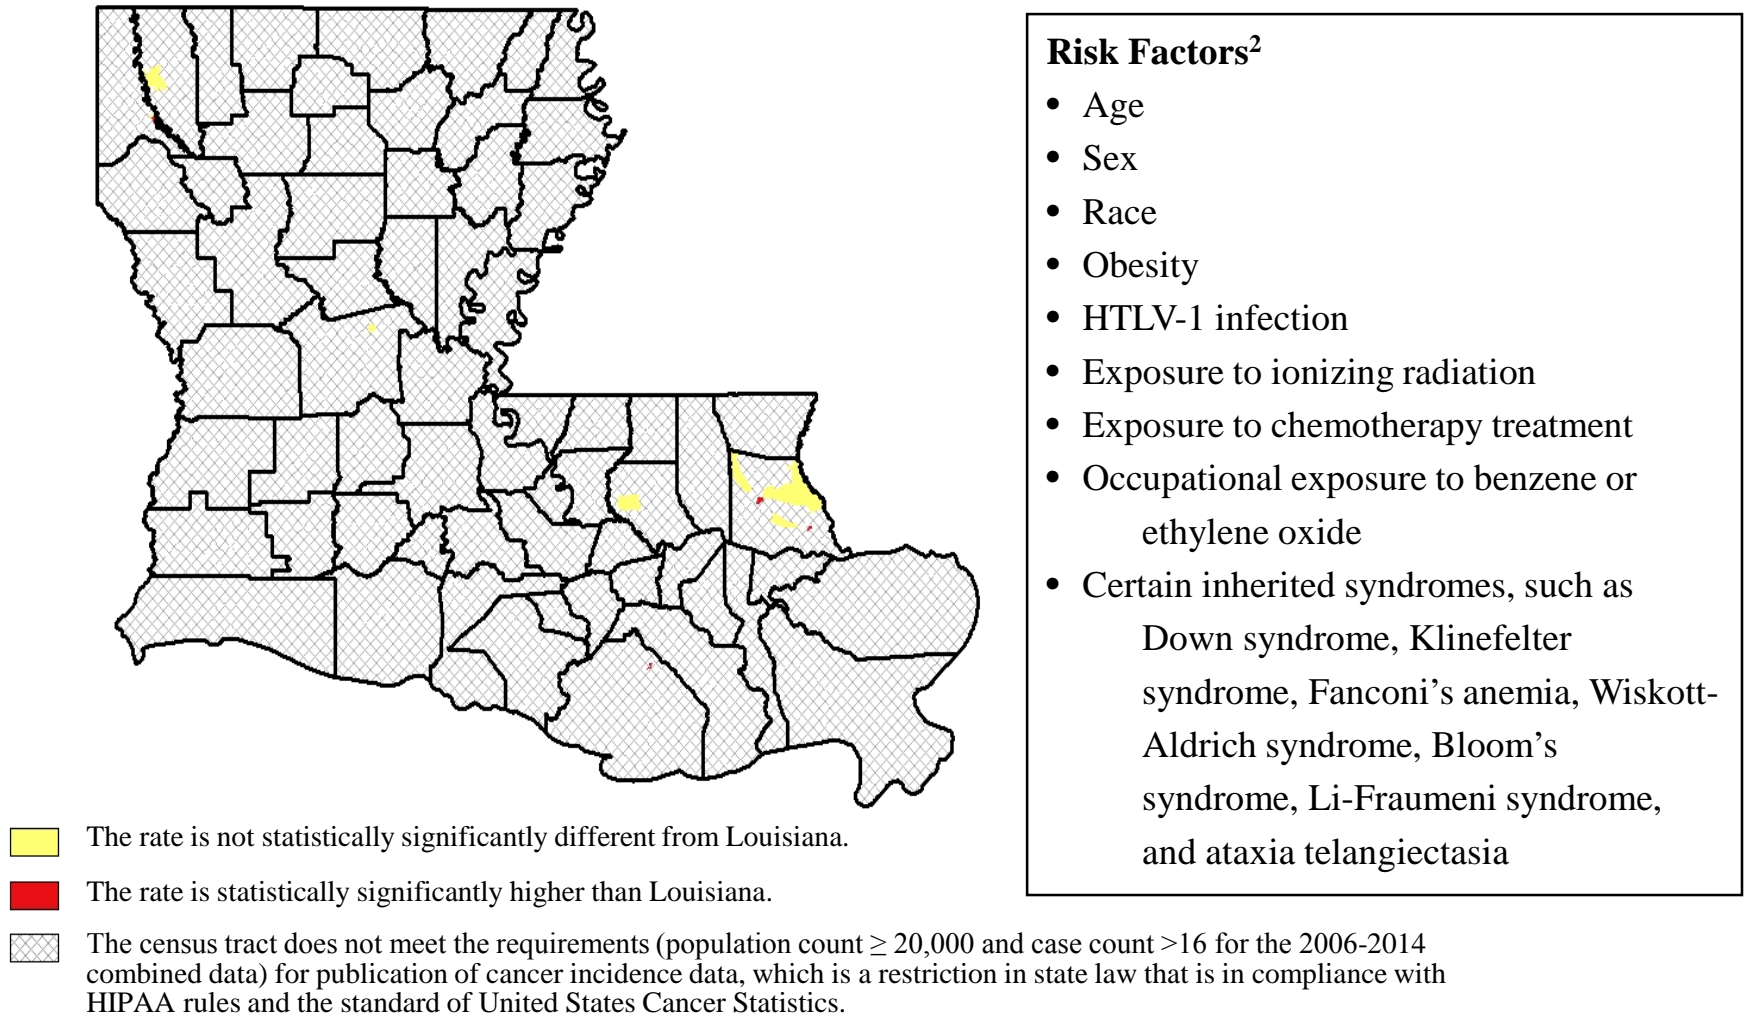 Risk Factors²
• Age
• Sex
• Race
• Obesity
• HTLV-1 infection
• Exposure to ionizing radiation
• Exposure to chemotherapy treatment
• Occupational exposure to benzene or
ethylene oxide
• Certain inherited syndromes, such as
Down syndrome, Klinefelter
syndrome, Fanconi’s anemia, Wiskott-
Aldrich syndrome, Bloom’s
syndrome, Li-Fraumeni syndrome,
and ataxia telangiectasia
The rate is not statistically significantly different from Louisiana.
The rate is statistically significantly higher than Louisiana.
The census tract does not meet the requirements (population count ≥ 20,000 and case count >16 for the 2006-2014
combined data) for publication of cancer incidence data, which is a restriction in state law that is in compliance with
HIPAA rules and the standard of United States Cancer Statistics.